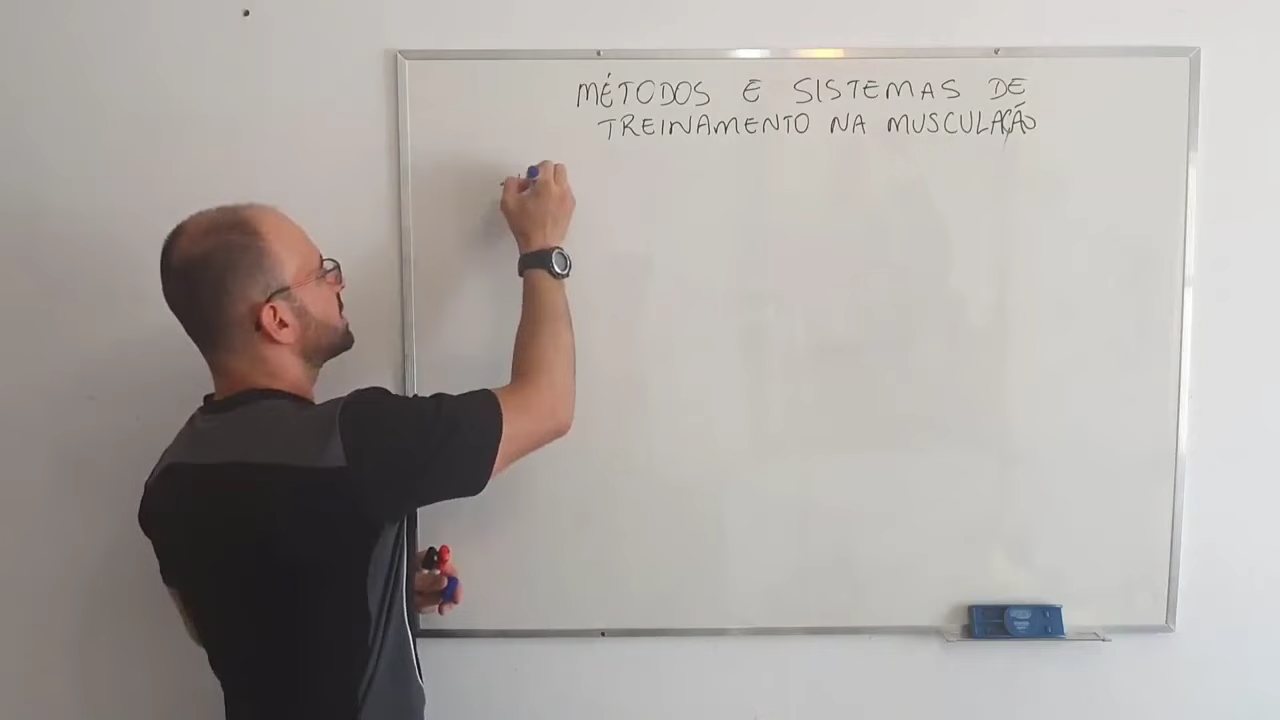 MÉTODOS E SISTEMAS DE
TREINAMENTO NA MUSCULAÇÃO